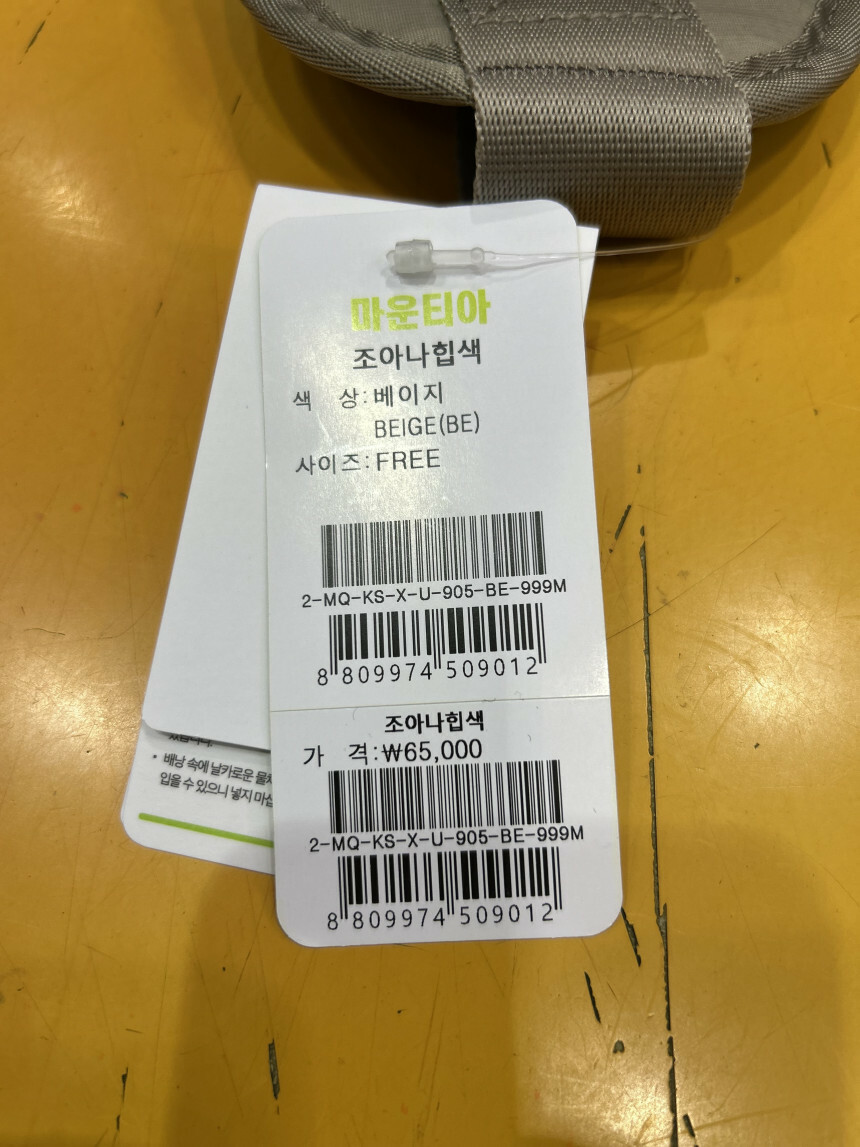 마운티아
조아나힙색
색 상:베이지
BEIGE(BE)
사이즈:FREE
2-MQ-KS-X-U-905-BE-999M
8 809974 509012
조아나힙색
가 격:₩65,000
2-MQ-KS-X-U-905-BE-999M
8 809974 509012
• 배낭 속에 날카로운
입을 수 있으니 넣지